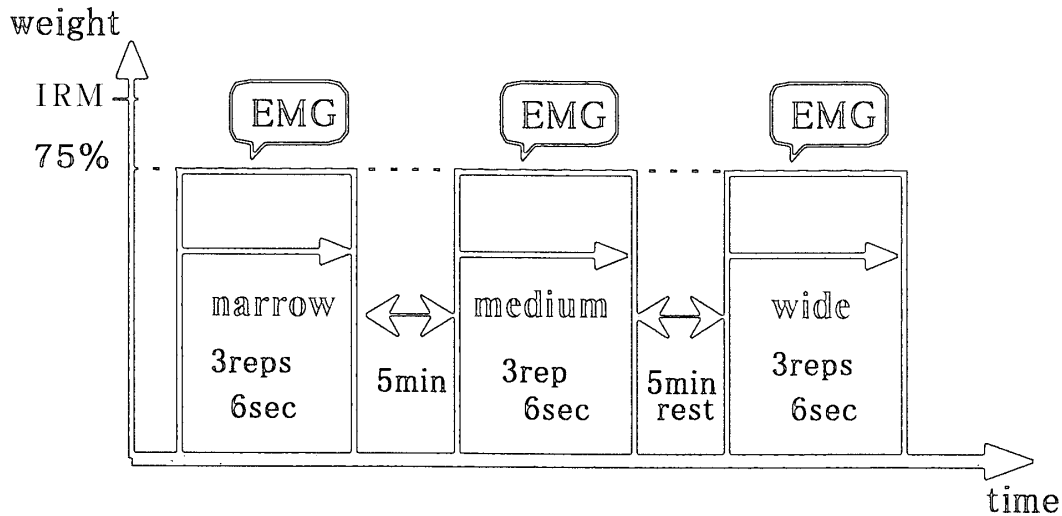 weight
IRM
75%
EMG
EMG
EMG
narrow
3reps
6sec
5min
medium
3rep
6sec
5min
rest
wide
3reps
6sec
time